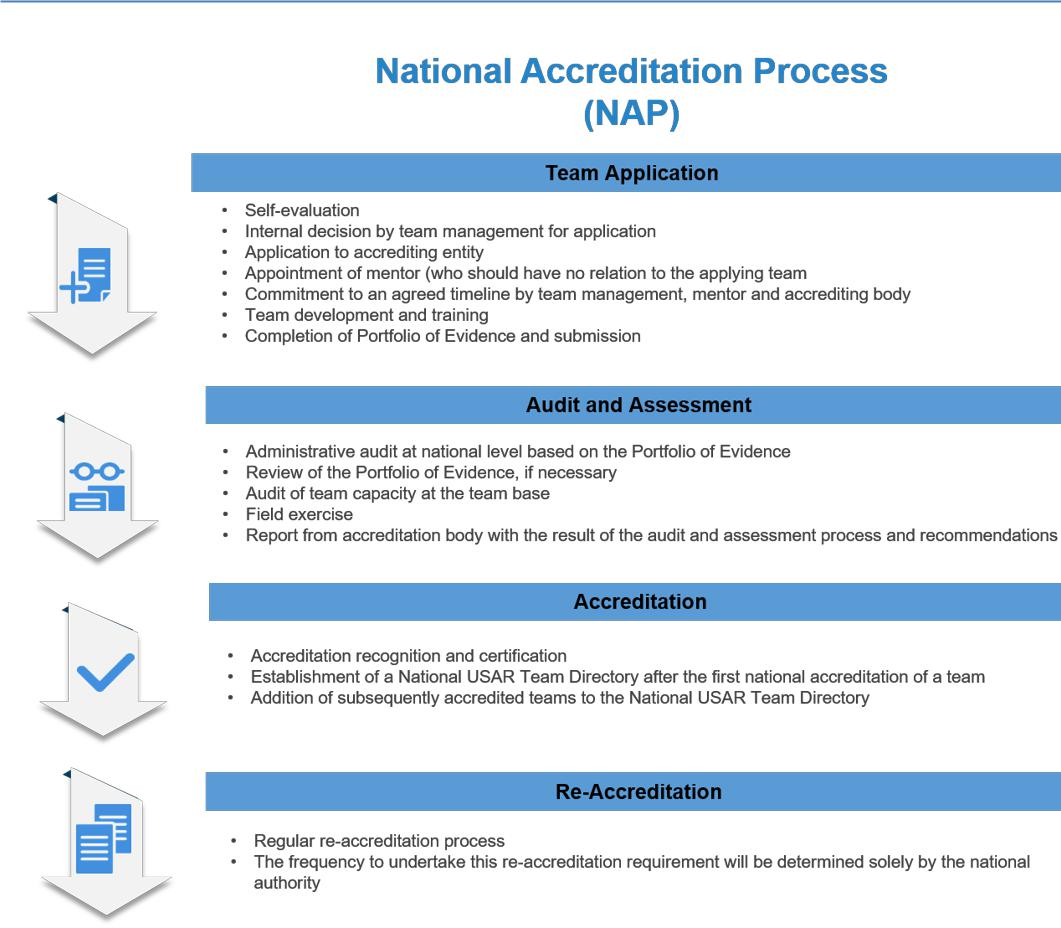 National Accreditation Process
(NAP)
Team Application
• Self-evaluation
• Internal decision by team management for application
• Application to accrediting entity
• Appointment of mentor (who should have no relation to the applying team
• Commitment to an agreed timeline by team management, mentor and accrediting body
• Team development and training
• Completion of Portfolio of Evidence and submission
Audit and Assessment
• Administrative audit at national level based on the Portfolio of Evidence
• Review of the Portfolio of Evidence, if necessary
• Audit of team capacity at the team base
• Field exercise
• Report from accreditation body with the result of the audit and assessment process and recommendations
Accreditation
• Accreditation recognition and certification
• Establishment of a National USAR Team Directory after the first national accreditation of a team
• Addition of subsequently accredited teams to the National USAR Team Directory
Re-Accreditation
• Regular re-accreditation process
• The frequency to undertake this re-accreditation requirement will be determined solely by the national
authority